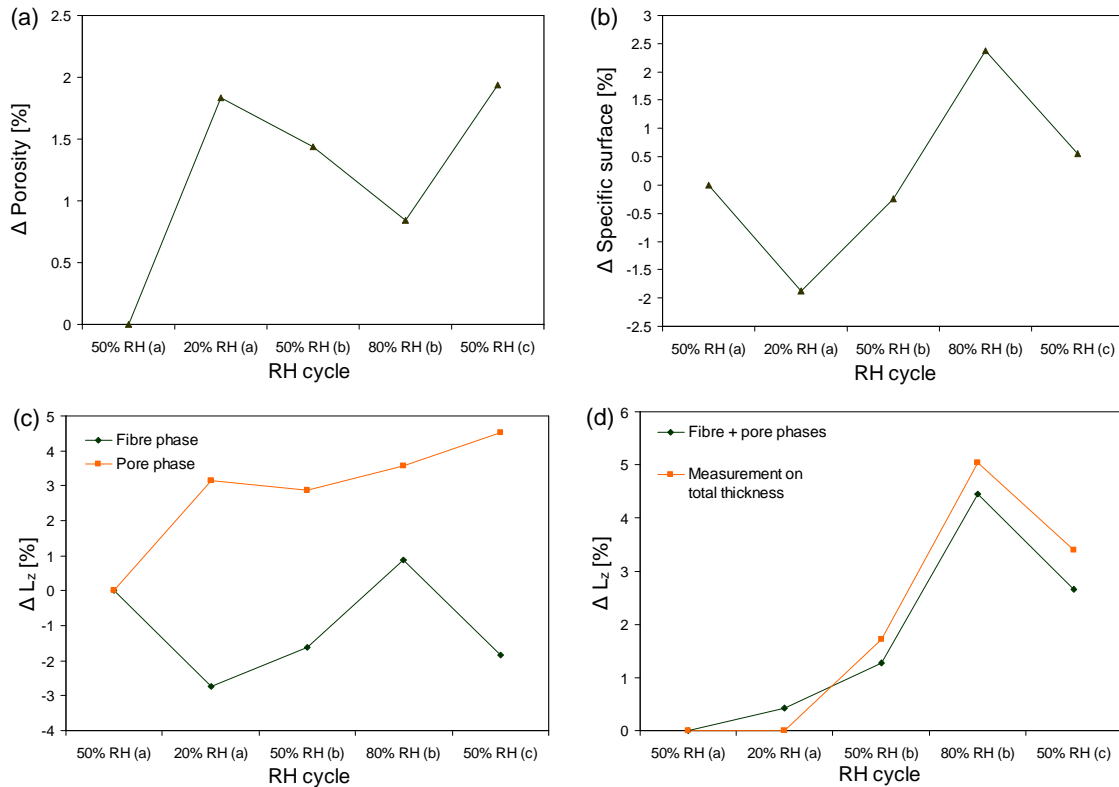 (a)
Δ Porosity [%]
2.5
2
1.5
1
0.5
0
50% RH (a) 20% RH (a) 50% RH (b) 80% RH (b) 50% RH (c)
RH cycle
(b)
Δ Specific surface [%]
3
2.5
2
1.5
1
0.5
0
-0.5
-1
-1.5
-2
-2.5
50% RH (a) 20% RH (a) 50% RH (b) 80% RH (b) 50% RH (c)
RH cycle
(c)
Δ Lz [%]
5
4
3
2
1
0
-1
-2
-3
-4
Fibre phase
Pore phase
50% RH (a) 20% RH (a) 50% RH (b) 80% RH (b) 50% RH (c)
RH cycle
(d)
Δ Lz [%]
6
5
4
3
2
1
0
Fibre + pore phases
Measurement on
total thickness
50% RH (a) 20% RH (a) 50% RH (b) 80% RH (b) 50% RH (c)
RH cycle